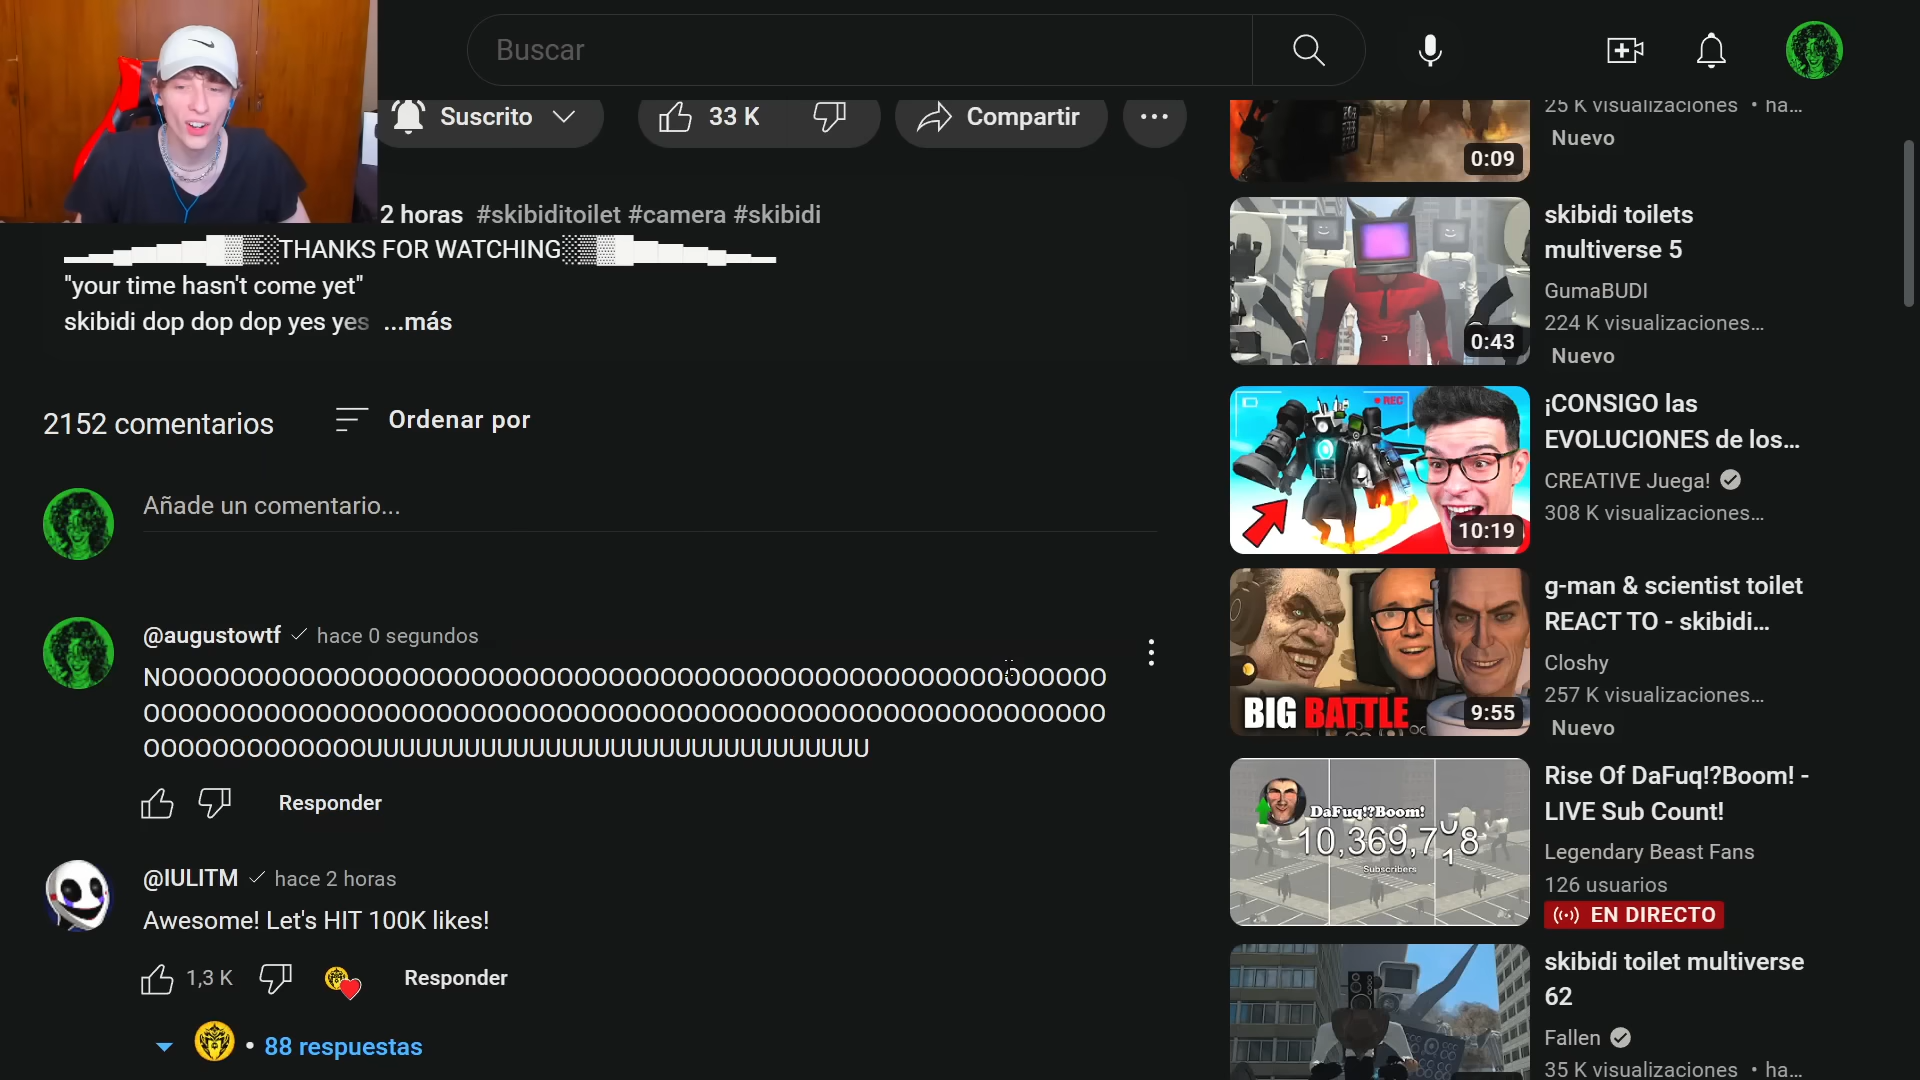 Buscar
Suscrito
33 K
Compartir
2 horas #skibiditoilet #camera #skibidi
THANKS FOR WATCHING
"your time hasn't come yet"
skibidi dop dop dop yes yes ...más
2152 comentarios
Ordenar por
Añade un comentario...
@augustowtf hace 0 segundos
NOOOOOOOOOOOOOOOOOOOOOOOOOOOOOOOOOOOOOOOOOOOOOOOOOOOOOOO
OOOOOOOOOOOOOOOOOOOOOOOOOOOOOOOOOOOOOOOOOOOOOOOOOOOOOOOO
OOOOOOOOOOOOOUUUUUUUUUUUUUUUUUUUUUUUUUUUUUUU
Responder
@IULITM hace 2 horas
Awesome! Let's HIT 100K likes!
1,3 K
Responder
• 88 respuestas
25 K visualizaciones • ha...
Nuevo
0:09
skibidi toilets
multiverse 5
GumaBUDI
224 K visualizaciones...
Nuevo
0:43
REC
¡CONSIGO las
EVOLUCIONES de los...
CREATIVE Juega!
308 K visualizaciones...
10:19
g-man & scientist toilet
REACT TO - skibidi...
Closhy
257 K visualizaciones...
Nuevo
BIG BATTLE
9:55
Rise Of DaFuq!?Boom! -
LIVE Sub Count!
Legendary Beast Fans
126 usuarios
EN DIRECTO
DaFuq!?Boom!
Subscribers
skibidi toilet multiverse
62
Fallen
35 K visualizaciones • ha...